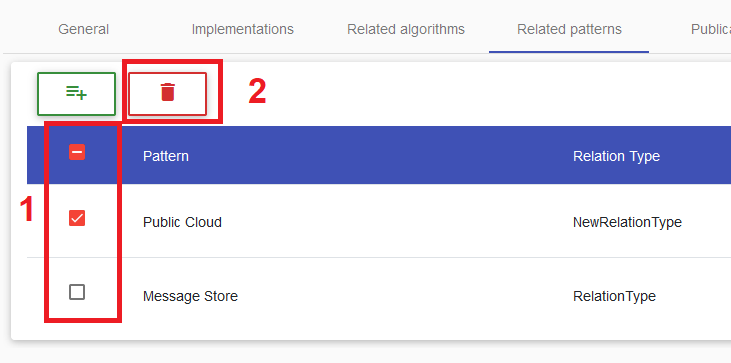 General Implementations Related algorithms Related patterns Publica
2
Pattern Relation Type
1
Public Cloud NewRelationType
Message Store RelationType